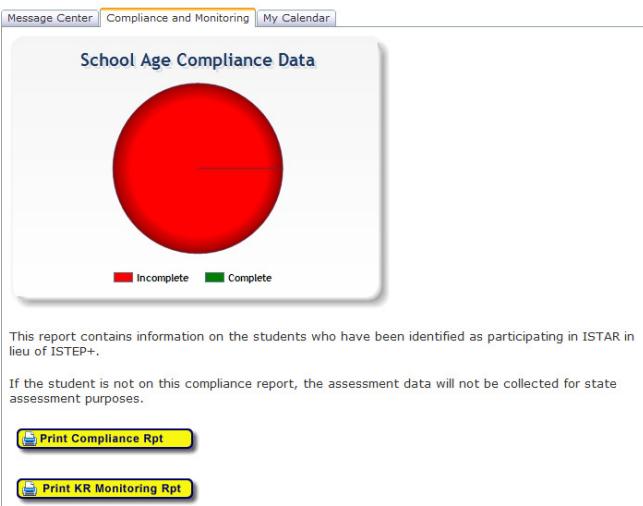 Message Center Compliance and Monitoring My Calendar
School Age Compliance Data
Incomplete Complete
This report contains information on the students who have been identified as participating in ISTAR in
lieu of ISTEP+.
If the student is not on this compliance report, the assessment data will not be collected for state
assessment purposes.
Print Compliance Rpt
Print KR Monitoring Rpt